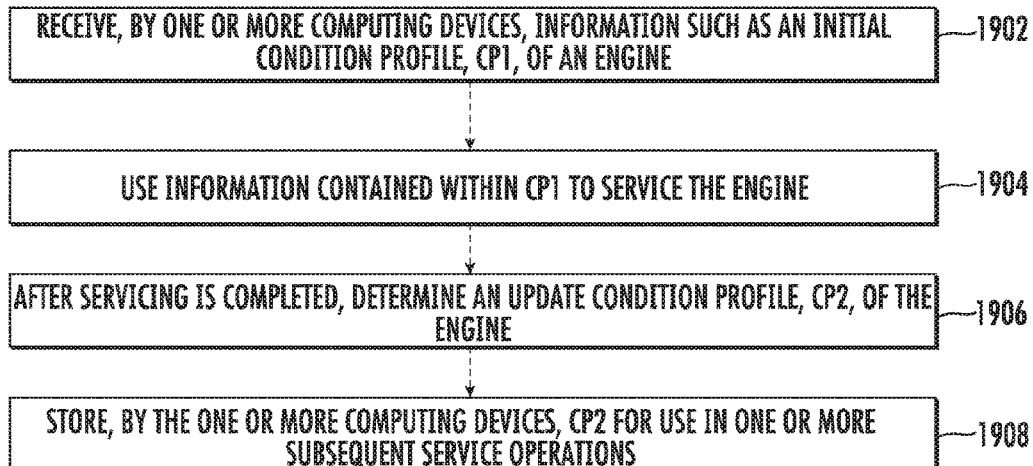 RECEIVE, BY ONE OR MORE COMPUTING DEVICES, INFORMATION SUCH AS AN INITIAL
CONDITION PROFILE, CP1, OF AN ENGINE
1902
USE INFORMATION CONTAINED WITHIN CP1 TO SERVICE THE ENGINE
1904
AFTER SERVICING IS COMPLETED, DETERMINE AN UPDATE CONDITION PROFILE, CP2, OF THE
ENGINE
1906
STORE, BY THE ONE OR MORE COMPUTING DEVICES, CP2 FOR USE IN ONE OR MORE
SUBSEQUENT SERVICE OPERATIONS
1908